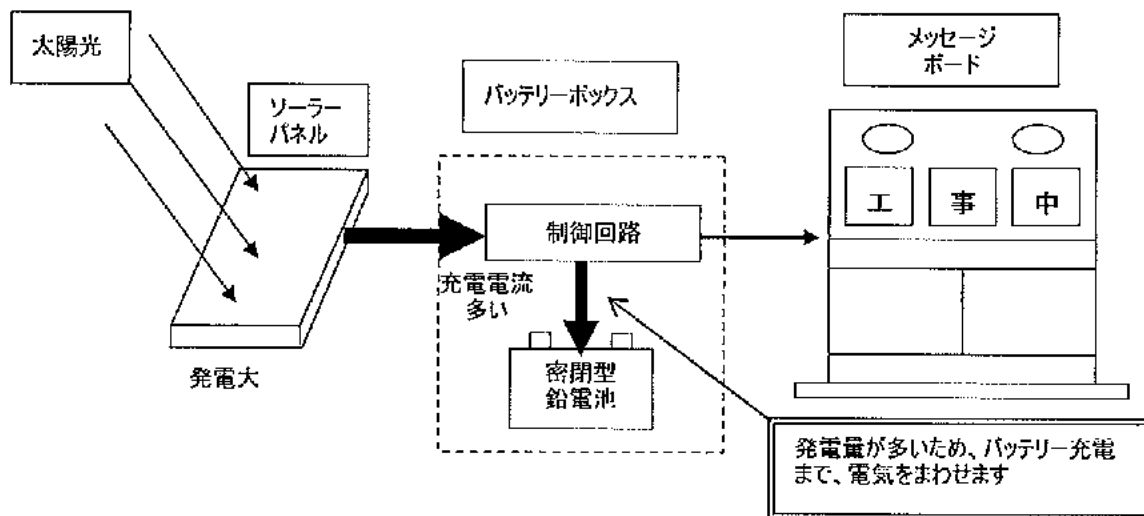 太陽光
ソーラー
パネル
バッテリーボックス
メッセージ
ボード
工 事 中
制御回路
充電電流
多い
密閉型
鉛電池
発電大
発電量が多いため、バッテリー充電
まで、電気をまわせます